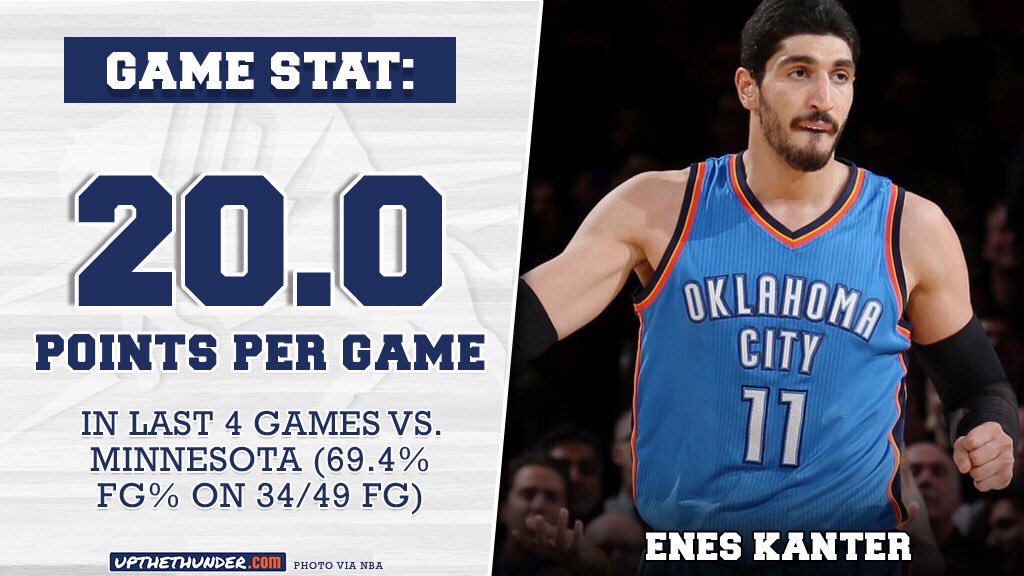 GAME STAT:
20.0
POINTS PER GAME
IN LAST 4 GAMES VS.
MINNESOTA (69.4%
FG% ON 34/49 FG)
UPTHETHUNDER.com PHOTO VIA NBA
OKLAHOMA
CITY
11
ENES KANTER